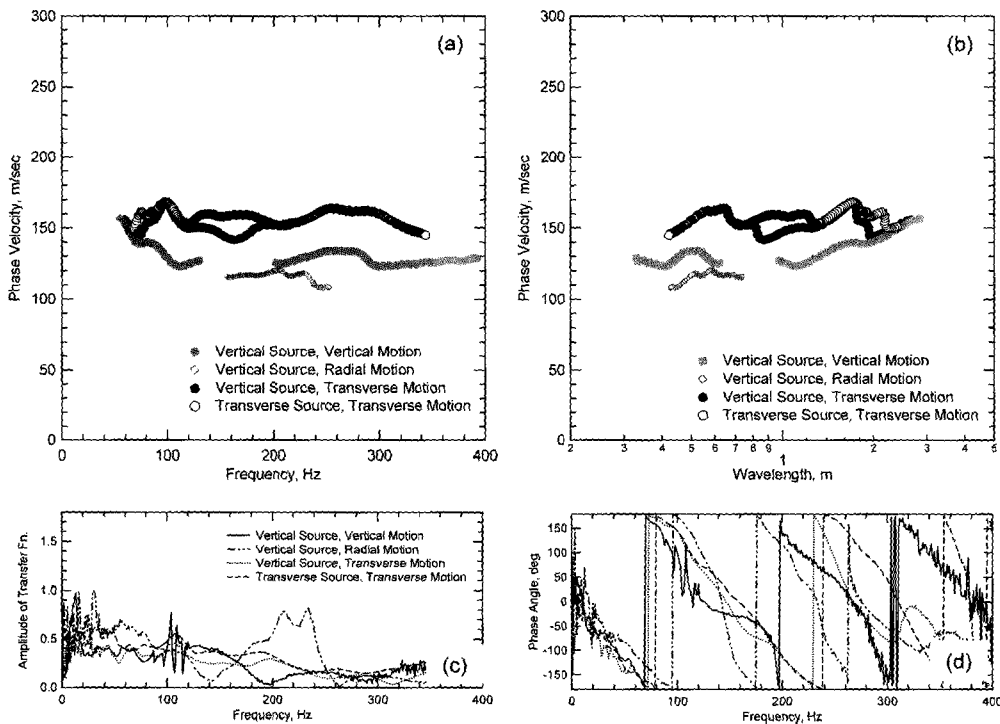 300
250
200
150
100
50
0
Phase Velocity, m/sec
(a)
Vertical Source, Vertical Motion
Vertical Source, Radial Motion
Vertical Source, Transverse Motion
Transverse Source, Transverse Motion
0 100 200 300 400
Frequency, Hz
300
250
200
150
100
50
0
Phase Velocity, m/sec
(b)
Vertical Source, Vertical Motion
Vertical Source, Radial Motion
Vertical Source, Transverse Motion
Transverse Source, Transverse Motion
2 3 4 5 6 7 8 9 1 2 3 4 5
Wavelength, m
1.5
1.0
0.5
0.0
Amplitude of Transfer Fn.
Vertical Source, Vertical Motion
Vertical Source, Radial Motion
Vertical Source, Transverse Motion
Transverse Source, Transverse Motion
(c)
0 100 200 300 400
Frequency, Hz
150
100
50
0
-50
-100
-150
Phase Angle, deg
(d)
0 100 200 300 400
Frequency, Hz